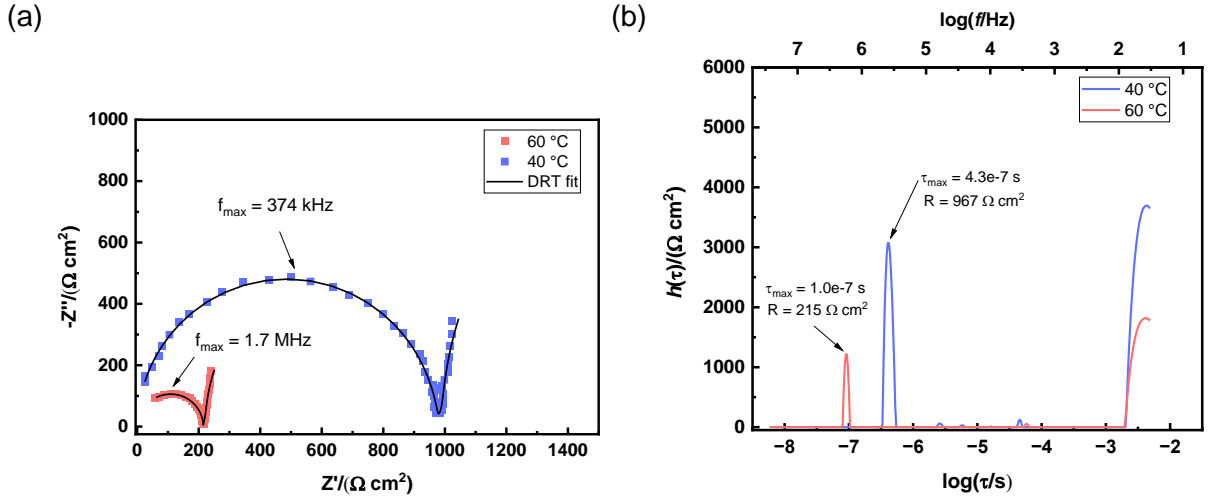 (a)
1000
800
600
400
200
0
-Z''/(Ω cm²)
0 200 400 600 800 1000 1200 1400
Z'/(Ω cm²)
60 °C
40 °C
DRT fit
f_max = 374 kHz
f_max = 1.7 MHz
(b)
log(f/Hz)
7 6 5 4 3 2 1
6000
5000
4000
3000
2000
1000
0
h(τ)/(Ω cm²)
−8 −7 −6 −5 −4 −3 −2
log(τ/s)
40 °C
60 °C
τ_max = 4.3e-7 s
R = 967 Ω cm²
τ_max = 1.0e-7 s
R = 215 Ω cm²